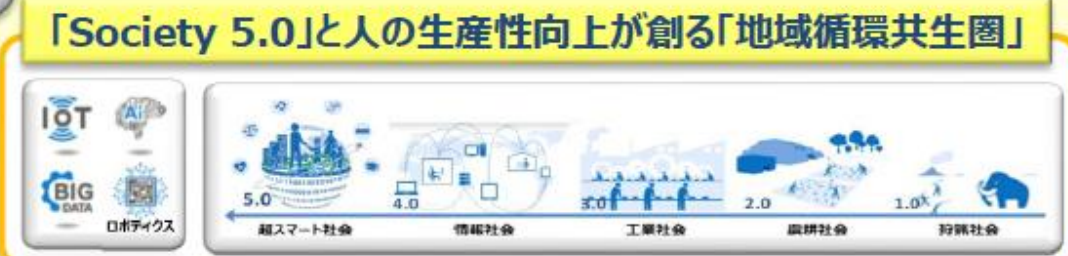 「Society 5.0」と人の生産性向上が創る「地域循環共生圏」
IoT
Ai
BIG
DATA
ロボティクス
5.0
4.0
3.0
2.0
1.0
超スマート社会
情報社会
工業社会
農耕社会
狩猟社会